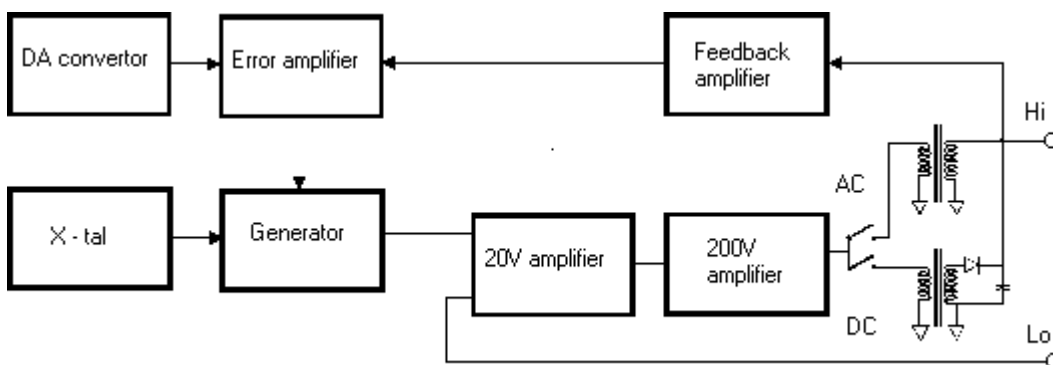 DA convertor
Error amplifier
Feedback
amplifier
Hi
AC
X - tal
Generator
20V amplifier
200V
amplifier
DC
Lo